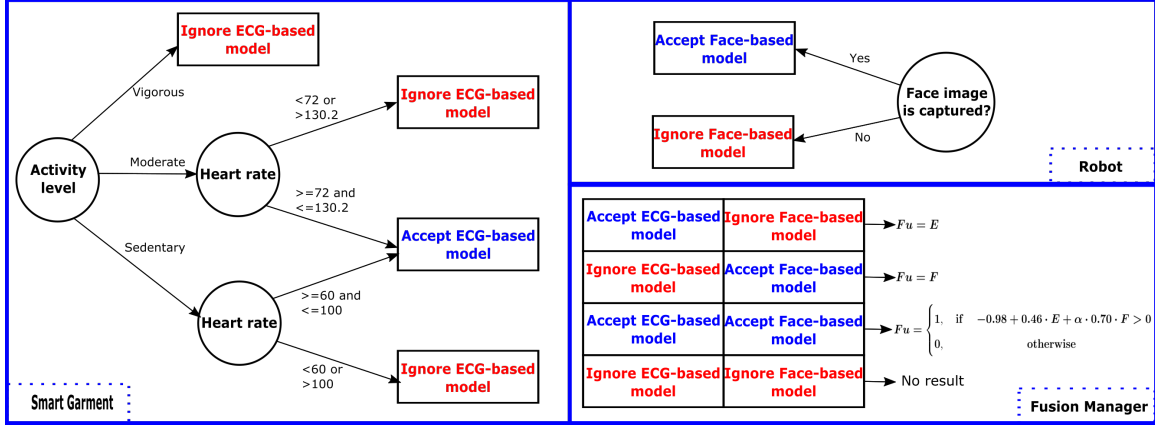 Ignore ECG-based
model
Vigorous
Activity
level
Moderate
Sedentary
Heart rate
<72 or
>130.2
Ignore ECG-based
model
>=72 and
<=130.2
Accept ECG-based
model
Heart rate
>=60 and
<=100
<60 or
>100
Ignore ECG-based
model
Smart Garment
Accept Face-based
model
Yes
Face image
is captured?
No
Ignore Face-based
model
Robot
Accept ECG-based
model
Ignore Face-based
model
Fu = E
Ignore ECG-based
model
Accept Face-based
model
Fu = F
Accept ECG-based
model
Accept Face-based
model
Fu = { 1, if −0.98 + 0.46 · E + α · 0.70 · F > 0
0, otherwise
Ignore ECG-based
model
Ignore Face-based
model
No result
Fusion Manager